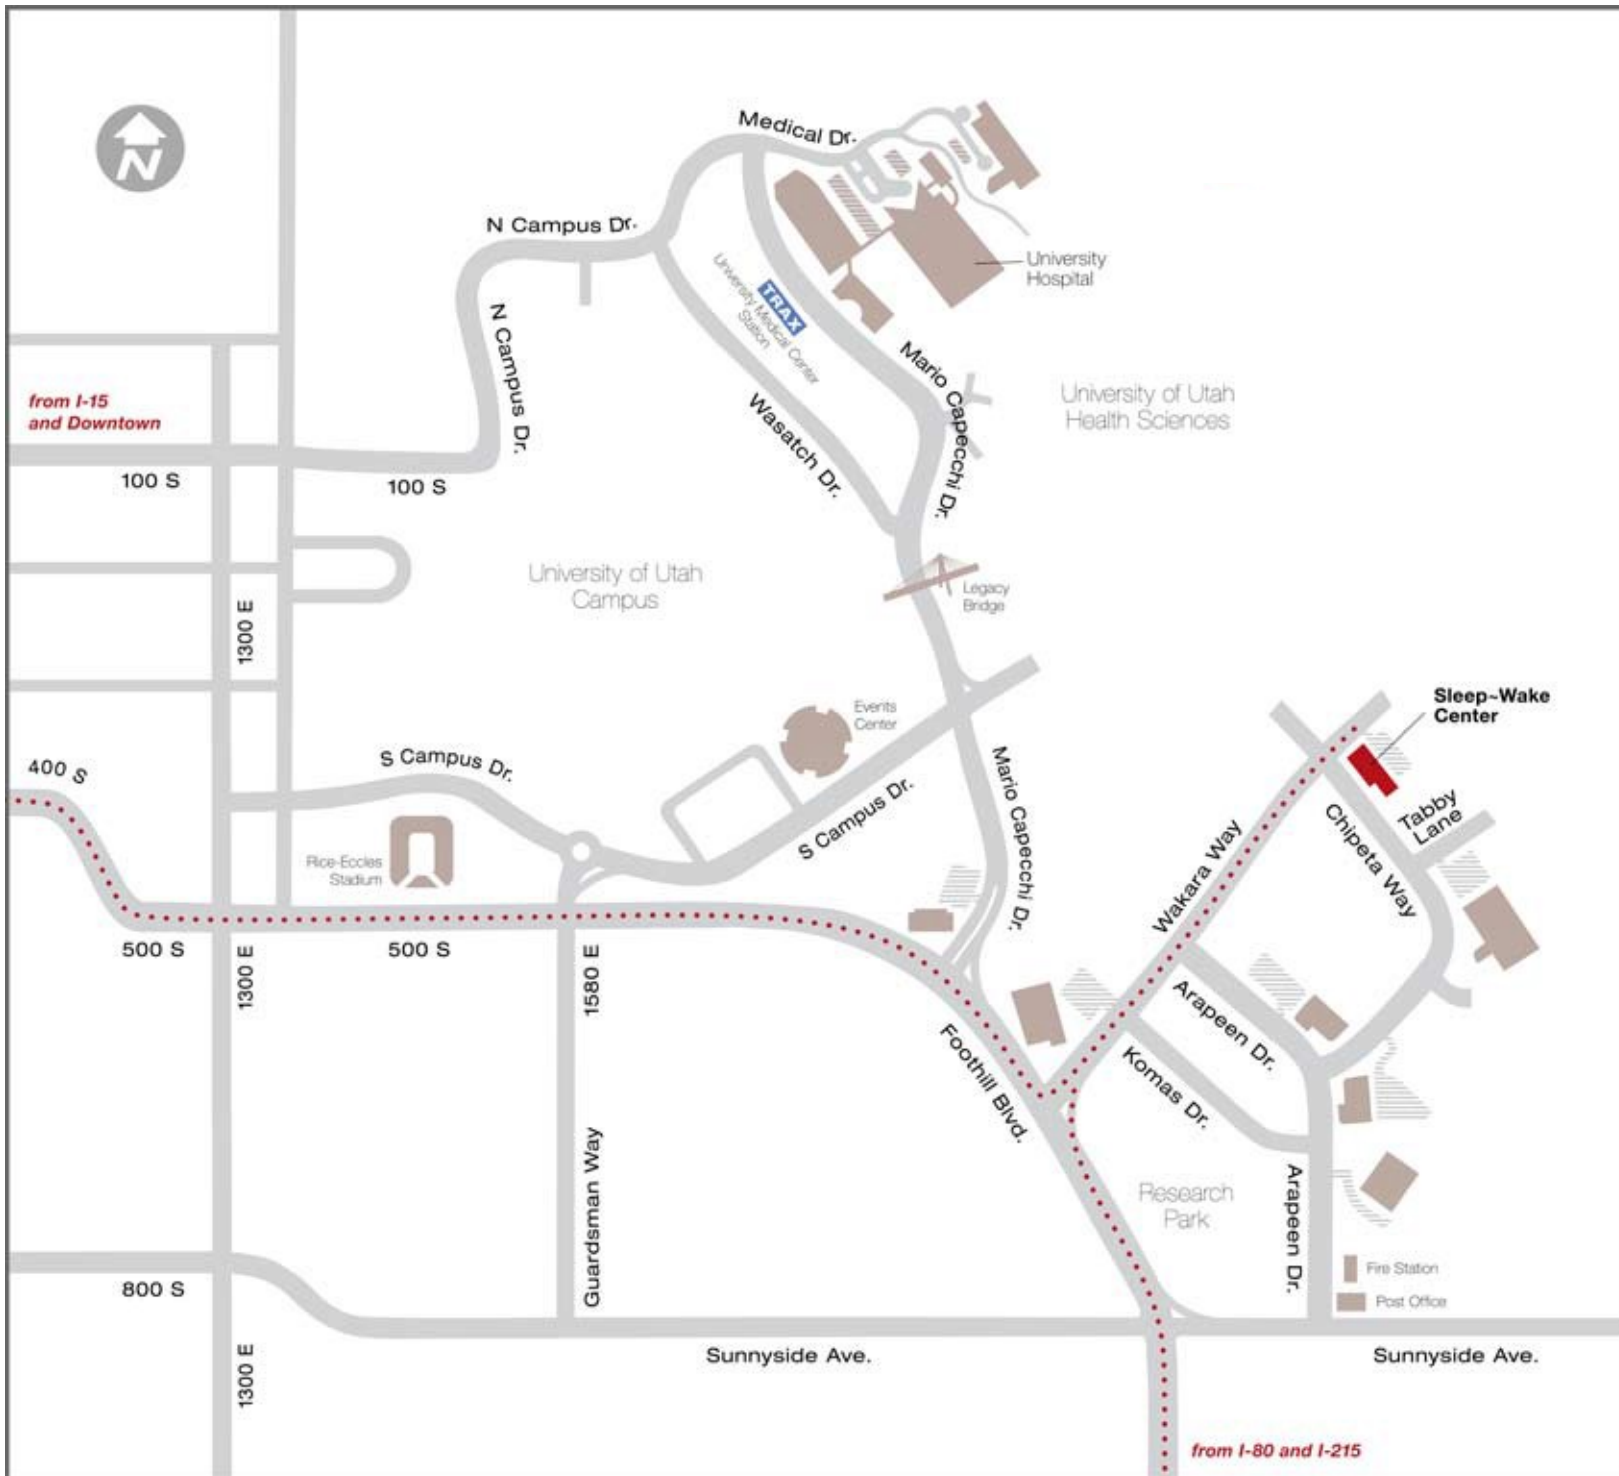 N
Medical Dr.
N Campus Dr.
University
Hospital
TRAX
University Medical Center
Station
N Campus Dr.
Mario Capecchi Dr.
University of Utah
Health Sciences
from I-15
and Downtown
Wasatch Dr.
100 S
100 S
University of Utah
Campus
Legacy
Bridge
1300 E
Sleep~Wake
Center
Events
Center
400 S
S Campus Dr.
Mario Capecchi Dr.
S Campus Dr.
Tabby
Lane
Chipeta Way
Rice-Eccles
Stadium
Wakara Way
500 S
1300 E
500 S
1580 E
Arapeen Dr.
Foothill Blvd.
Komas Dr.
Guardsman Way
Research
Park
Arapeen Dr.
Fire Station
Post Office
800 S
1300 E
Sunnyside Ave.
Sunnyside Ave.
from I-80 and I-215